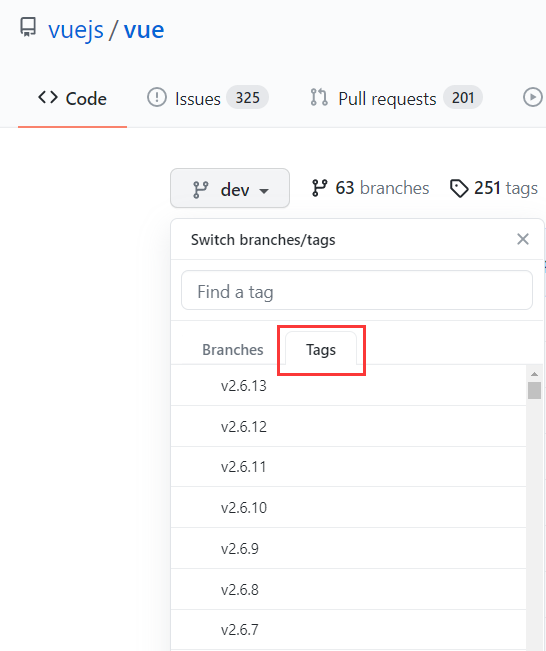 vuejs / vue
Code Issues 325 Pull requests 201
dev 63 branches 251 tags
Switch branches/tags
Find a tag
Branches Tags
v2.6.13
v2.6.12
v2.6.11
v2.6.10
v2.6.9
v2.6.8
v2.6.7